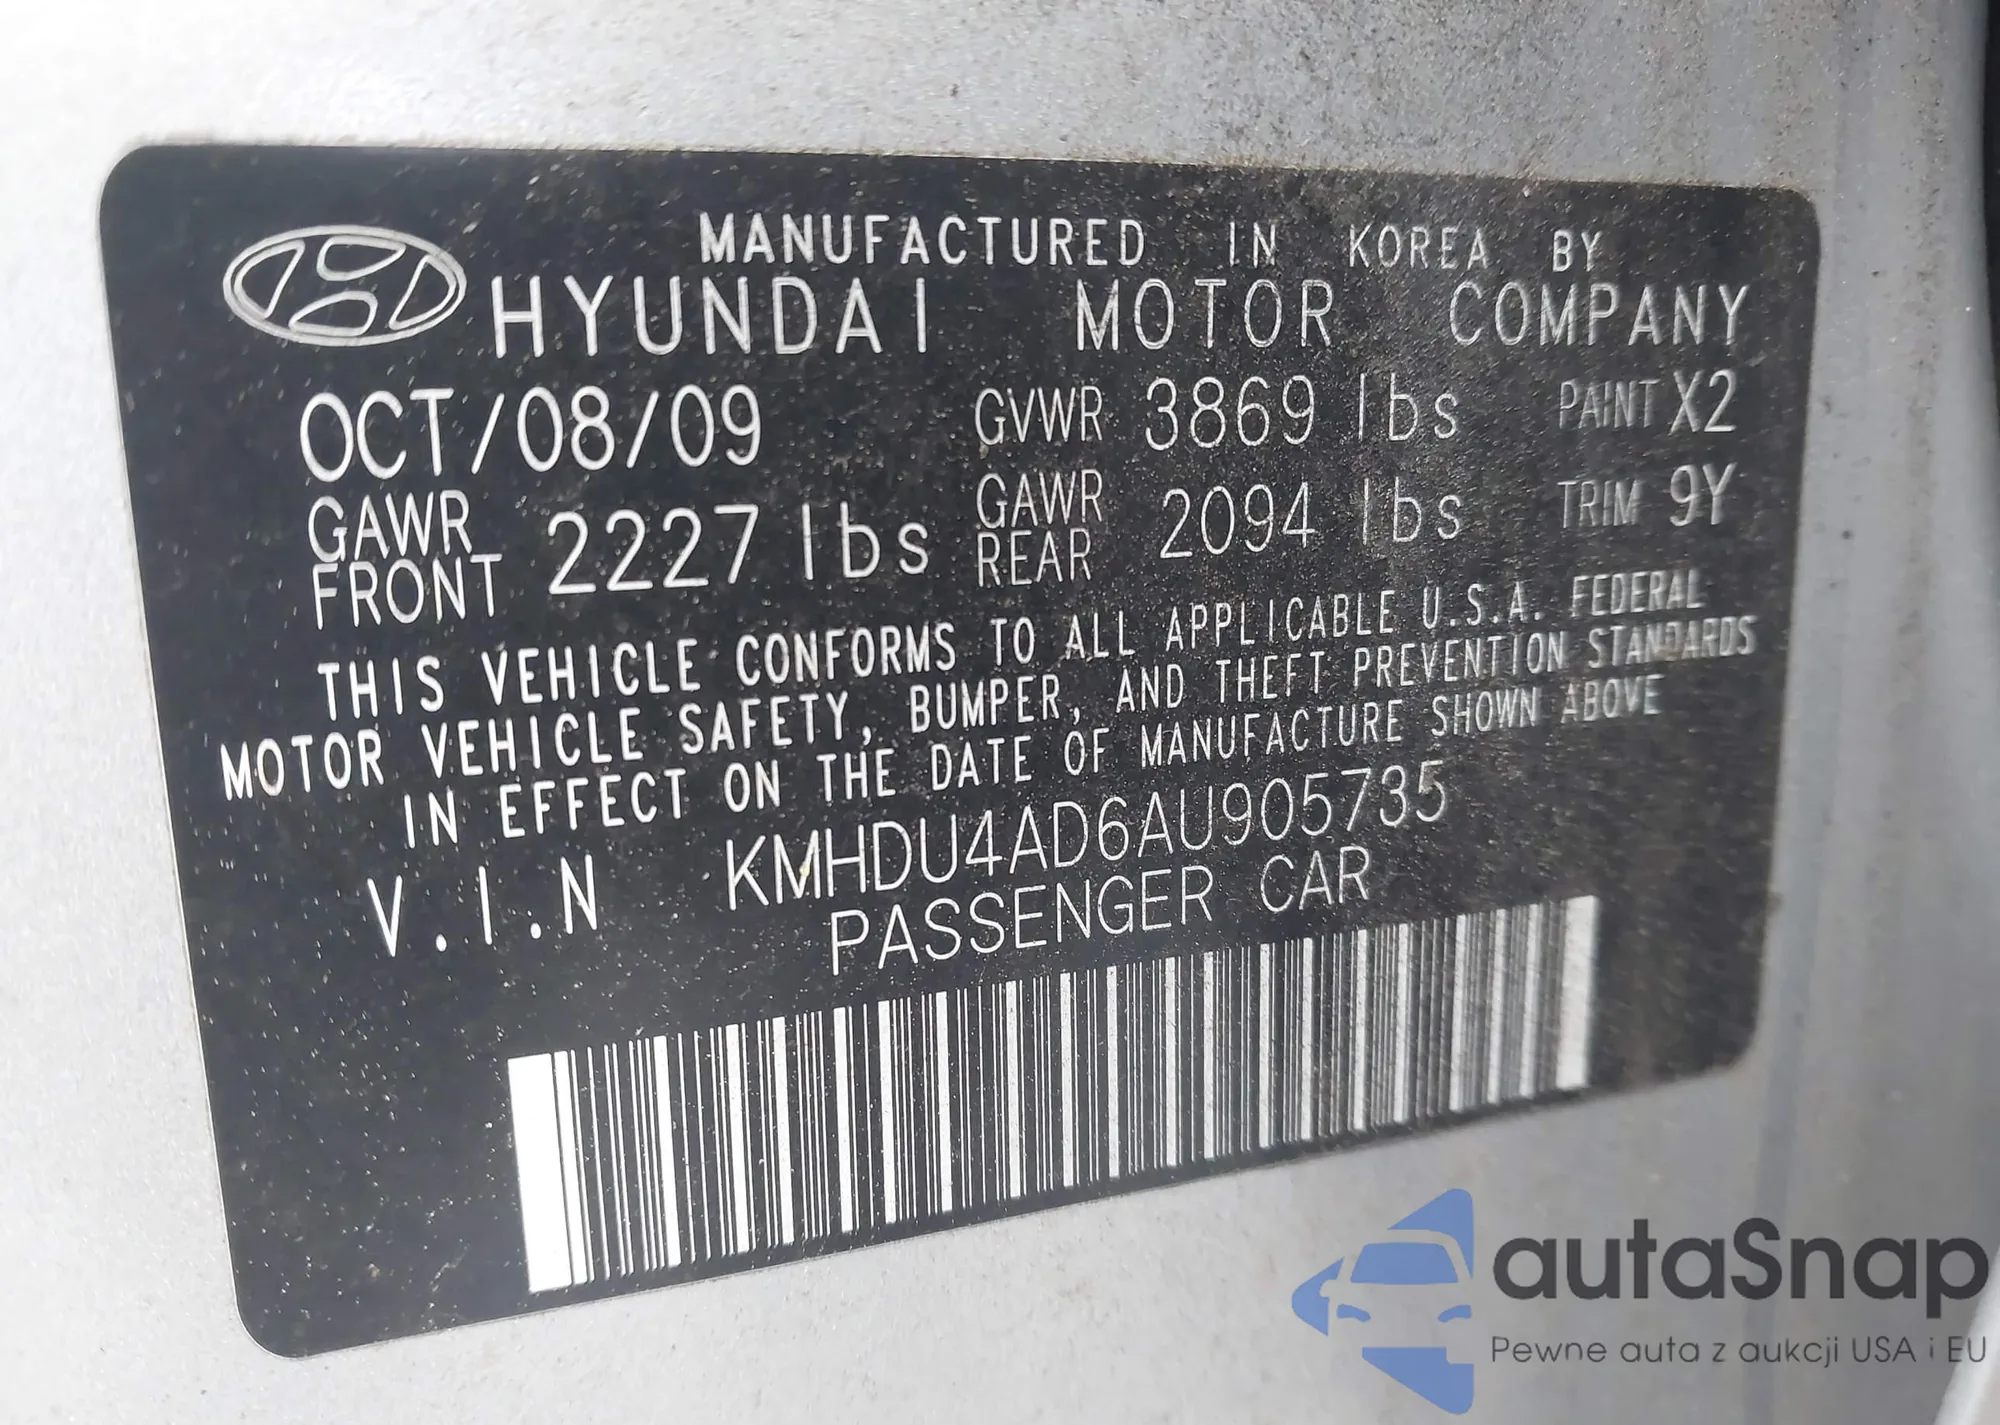 MANUFACTURED IN KOREA BY
HYUNDAI MOTOR COMPANY
OCT/08/09 GVWR 3869 lbs PAINT X2
GAWR FRONT 2227 lbs GAWR REAR 2094 lbs TRIM 9Y
THIS VEHICLE CONFORMS TO ALL APPLICABLE U.S.A. FEDERAL
MOTOR VEHICLE SAFETY, BUMPER, AND THEFT PREVENTION STANDARDS
IN EFFECT ON THE DATE OF MANUFACTURE SHOWN ABOVE
V.I.N KMHDU4AD6AU905735
PASSENGER CAR
autaSnap
Pewne auta z aukcji USA i EU